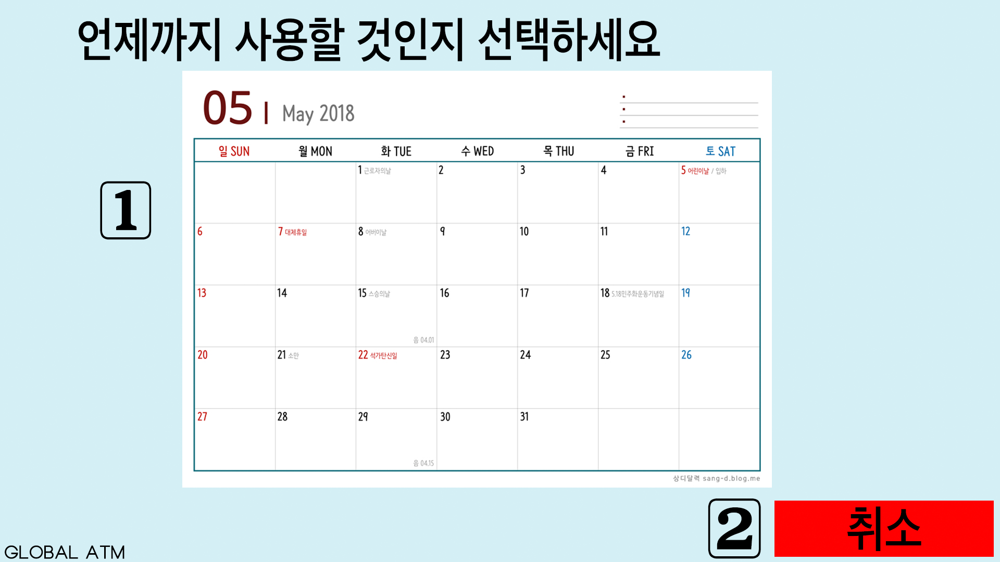 언제까지 사용할 것인지 선택하세요
05 | May 2018
일 SUN 월 MON 화 TUE 수 WED 목 THU 금 FRI 토 SAT
1 근로자의날 2 3 4 5 어린이날 / 입하
1
6 7 대체휴일 8 어버이날 9 10 11 12
13 14 15 스승의날 16 17 18 5.18민주화운동기념일 19
음 04.01
20 21 소만 22 석가탄신일 23 24 25 26
27 28 29 30 31
음 04.15
상디달력 sang-d.blog.me
2 취소
GLOBAL ATM